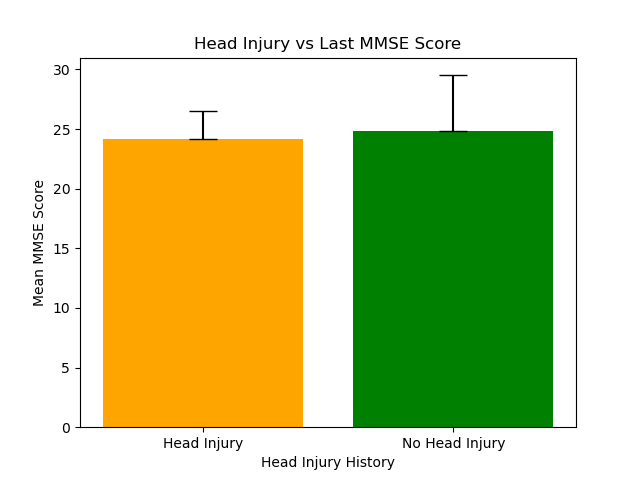 Head Injury vs Last MMSE Score
30
25
20
15
10
5
0
Mean MMSE Score
Head Injury
No Head Injury
Head Injury History